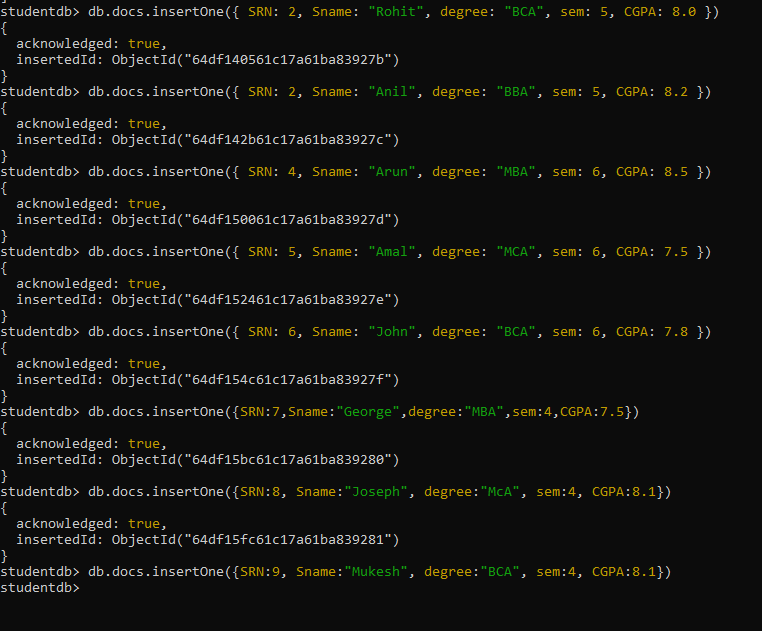 studentdb> db.docs.insertOne({ SRN: 2, Sname: "Rohit", degree: "BCA", sem: 5, CGPA: 8.0 })
{
  acknowledged: true,
  insertedId: ObjectId("64df140561c17a61ba83927b")
}
studentdb> db.docs.insertOne({ SRN: 2, Sname: "Anil", degree: "BBA", sem: 5, CGPA: 8.2 })
{
  acknowledged: true,
  insertedId: ObjectId("64df142b61c17a61ba83927c")
}
studentdb> db.docs.insertOne({ SRN: 4, Sname: "Arun", degree: "MBA", sem: 6, CGPA: 8.5 })
{
  acknowledged: true,
  insertedId: ObjectId("64df150061c17a61ba83927d")
}
studentdb> db.docs.insertOne({ SRN: 5, Sname: "Amal", degree: "MCA", sem: 6, CGPA: 7.5 })
{
  acknowledged: true,
  insertedId: ObjectId("64df152461c17a61ba83927e")
}
studentdb> db.docs.insertOne({ SRN: 6, Sname: "John", degree: "BCA", sem: 6, CGPA: 7.8 })
{
  acknowledged: true,
  insertedId: ObjectId("64df154c61c17a61ba83927f")
}
studentdb> db.docs.insertOne({SRN:7,Sname:"George",degree:"MBA",sem:4,CGPA:7.5})
{
  acknowledged: true,
  insertedId: ObjectId("64df15bc61c17a61ba839280")
}
studentdb> db.docs.insertOne({SRN:8, Sname:"Joseph", degree:"McA", sem:4, CGPA:8.1})
{
  acknowledged: true,
  insertedId: ObjectId("64df15fc61c17a61ba839281")
}
studentdb> db.docs.insertOne({SRN:9, Sname:"Mukesh", degree:"BCA", sem:4, CGPA:8.1})
studentdb>